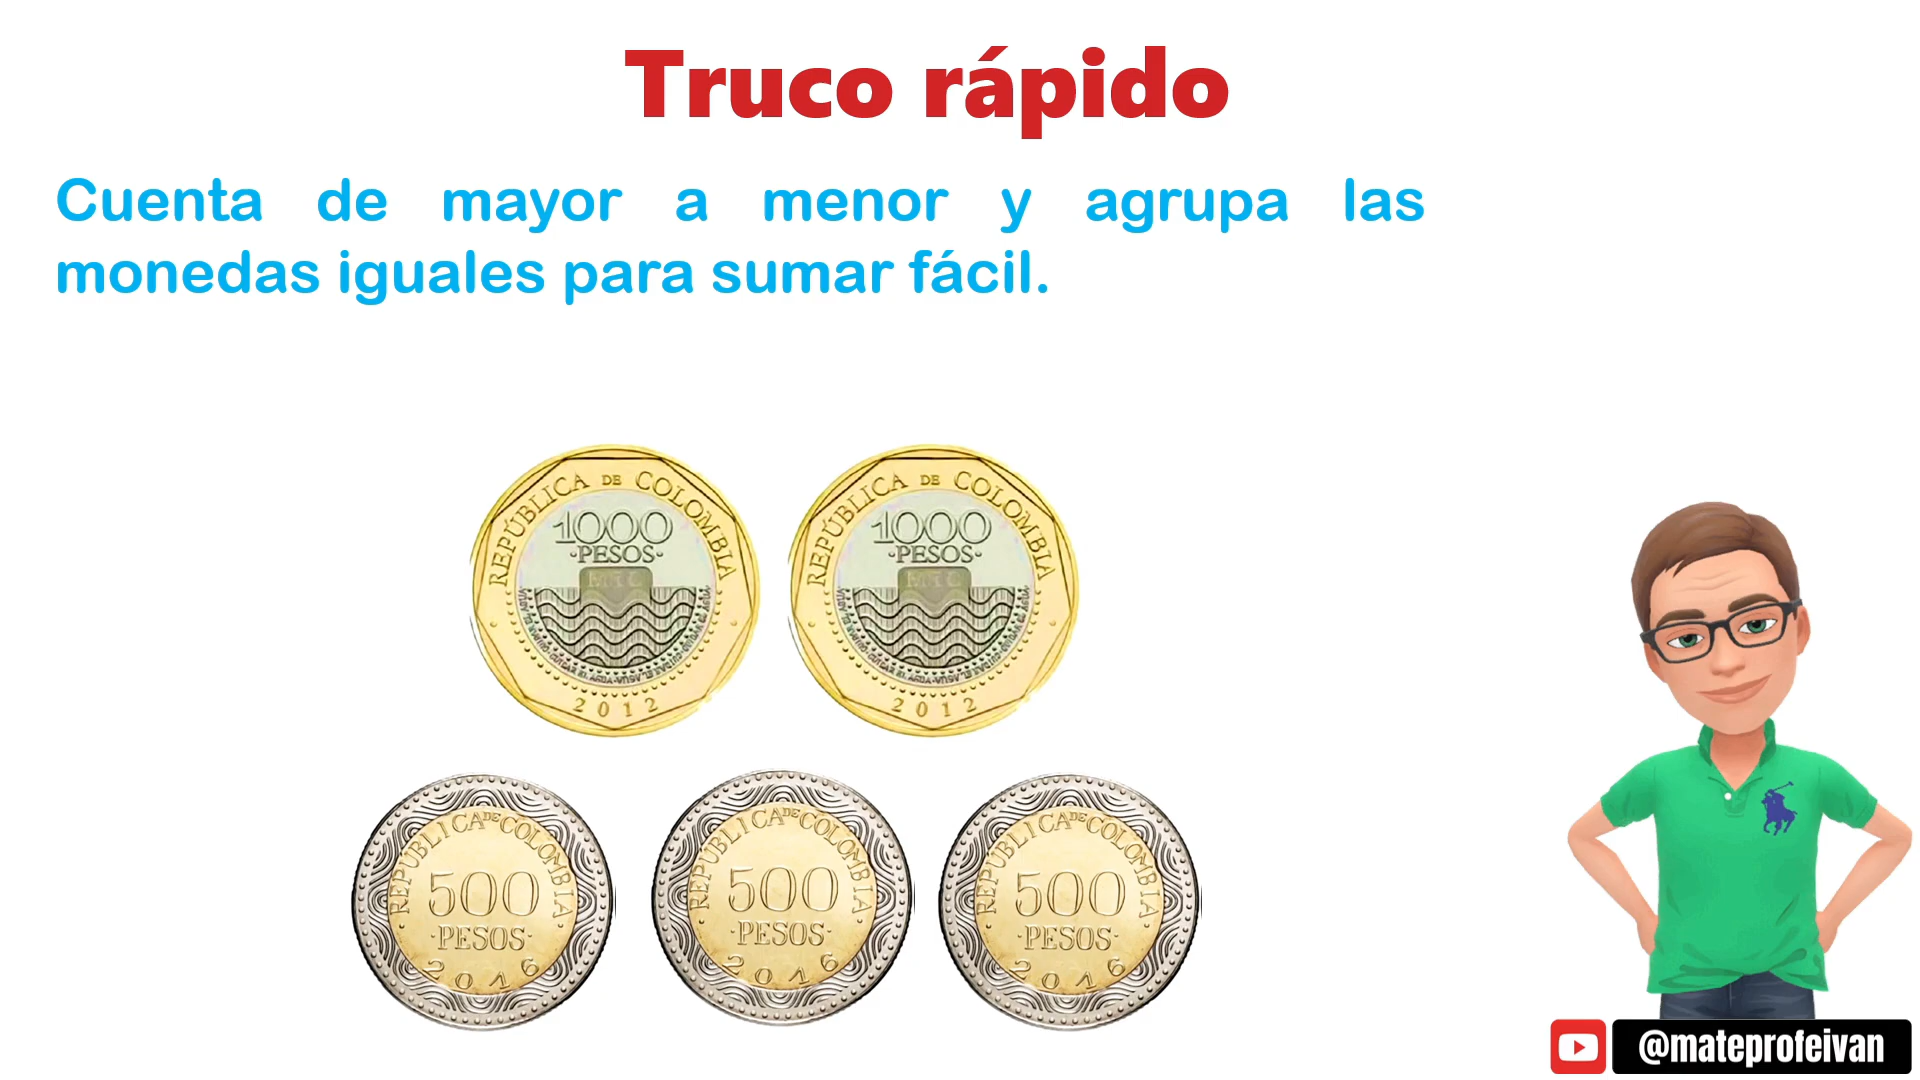 Truco rápido
Cuenta de mayor a menor y agrupa las
monedas iguales para sumar fácil.
REPÚBLICA DE COLOMBIA
1000
·PESOS·
2012
REPÚBLICA DE COLOMBIA
1000
·PESOS·
2012
REPÚBLICA DE COLOMBIA
500
·PESOS·
2016
REPÚBLICA DE COLOMBIA
500
·PESOS·
2016
REPÚBLICA DE COLOMBIA
500
·PESOS·
2016
@mateprofeivan